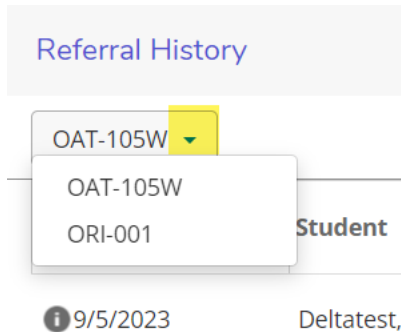 Referral History
OAT-105W
OAT-105W
ORI-001
Student
9/5/2023 Deltatest,